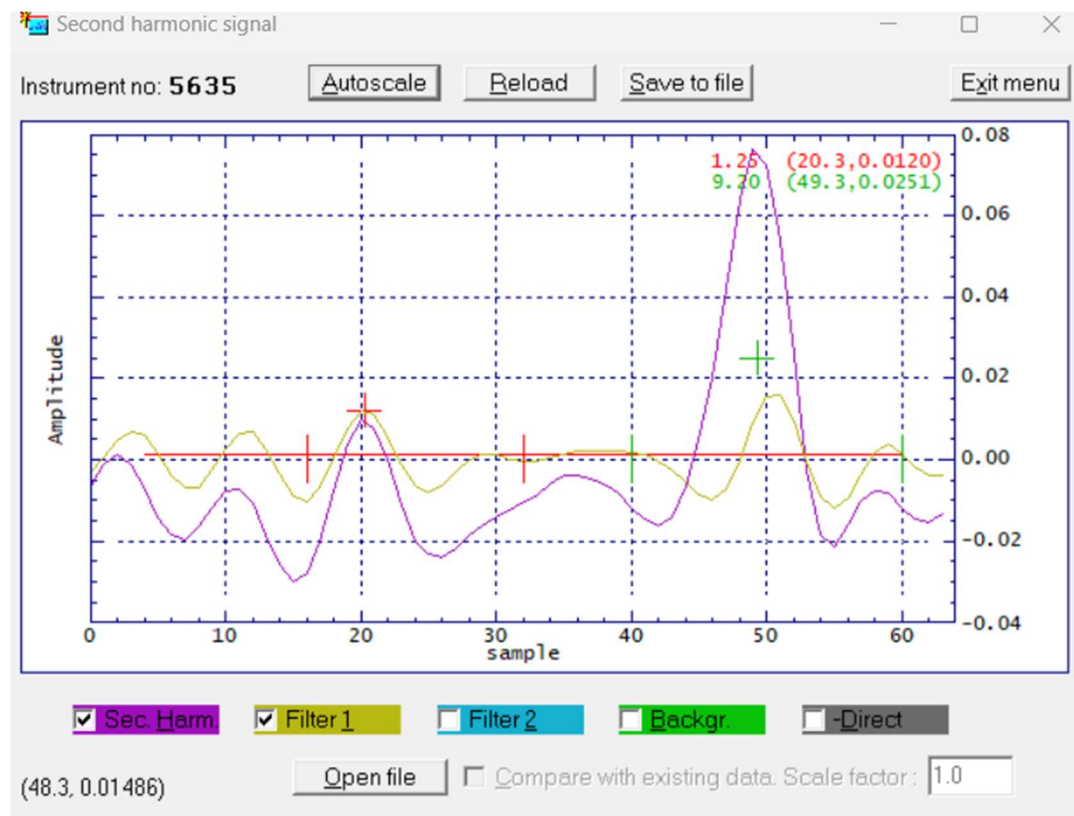 Second harmonic signal
Instrument no: 5635 Autoscale Reload Save to file Exit menu
0.08
1.25 (20.3,0.0120)
9.20 (49.3,0.0251)
0.06
0.04
0.02
0.00
-0.02
-0.04
Amplitude
0 10 20 30 40 50 60
sample
Sec. Harm. Filter 1 Filter 2 Backgr. -Direct
Open file Compare with existing data. Scale factor : 1.0
(48.3, 0.01486)